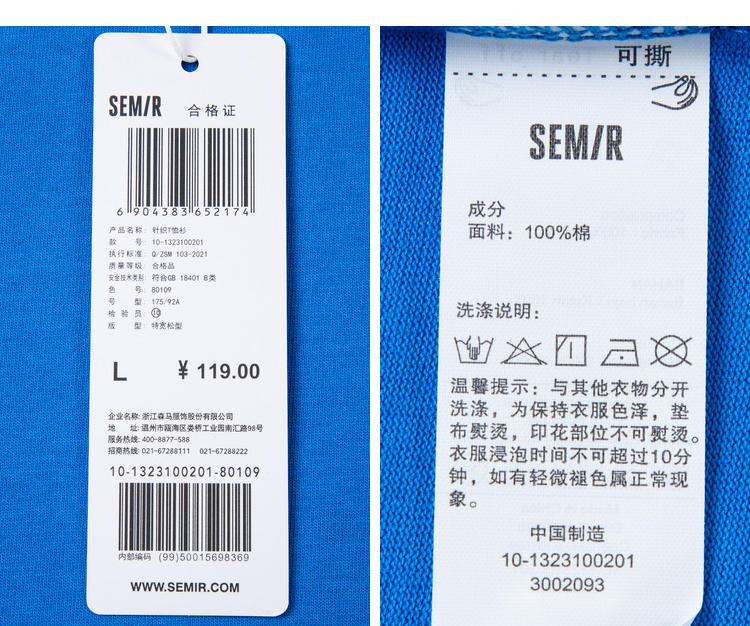 SEM/R 合格证
6 904383 652174
产品名称: 针织T恤衫
款 号: 10-1323100201
执行标准: Q/ZSM 103-2021
质量等级: 合格品
安全技术类别: 符合GB 18401 B类
色 号: 80109
号 型: 175/92A
检 验 员:
版 型: 特宽松型
L ¥ 119.00
企业名称: 浙江森马服饰股份有限公司
地 址: 温州市瓯海区娄桥工业园南汇路98号
服务热线: 400-8877-588
招商热线: 021-67288111 021-67288222
10-1323100201-80109
内部编码 (99)50015698369
WWW.SEMIR.COM
可撕
SEM/R
成分
面料: 100%棉
洗涤说明:
温馨提示: 与其他衣物分开
洗涤, 为保持衣服色泽, 垫
布熨烫, 印花部位不可熨烫。
衣服浸泡时间不可超过10分
钟, 如有轻微褪色属正常现
象。
中国制造
10-1323100201
3002093